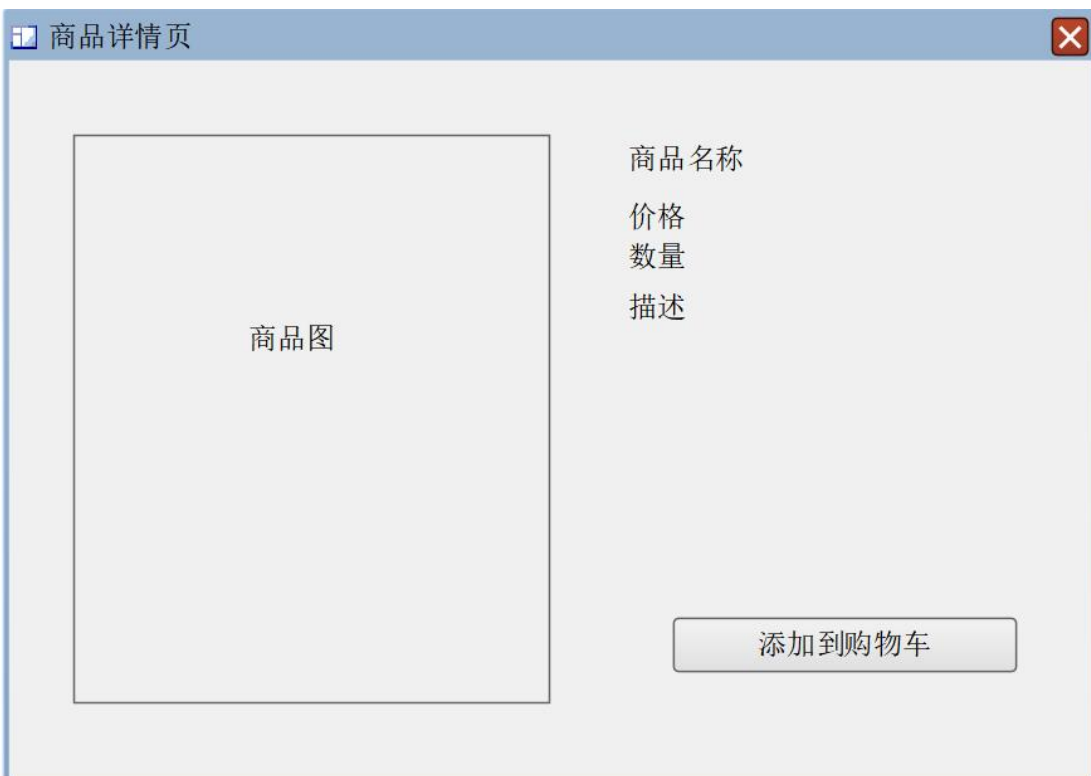 商品详情页
商品图
商品名称
价格
数量
描述
添加到购物车